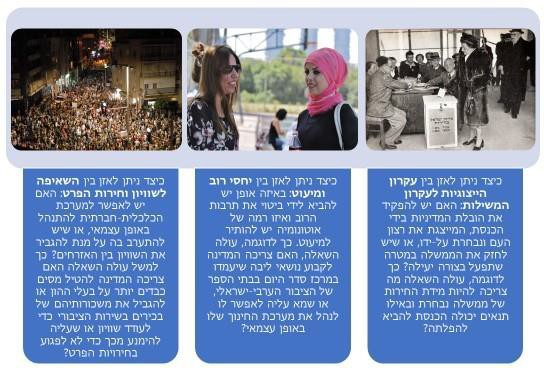 כיצד ניתן לאזן בין עקרון
הייצוגיות לעקרון
המשילות: האם יש להפקיד
את הובלת המדיניות בידי
הכנסת, המייצגת את רצון
העם ונבחרת על-ידו, או שיש
לחזק את הממשלה במטרה
שתפעל בצורה יעילה? כך
לדוגמה, עולה השאלה מה
צריכה להיות מידת החירות
של ממשלה נבחרת ובאילו
תנאים יכולה הכנסת להביא
להפלתה?
כיצד ניתן לאזן בין יחסי רוב
ומיעוט: באיזה אופן יש
להביא לידי ביטוי את תרבות
הרוב ואיזו רמה של
אוטונומיה יש להותיר
למיעוט. כך לדוגמה, עולה
השאלה, האם צריכה המדינה
לקבוע נושאי ליבה שיעמדו
במרכז סדר היום בבתי הספר
של הציבור הערבי-ישראלי,
או שמא עליה לאפשר לו
לנהל את מערכת החינוך שלו
באופן עצמאי?
כיצד ניתן לאזן בין השאיפה
לשוויון וחירות הפרט: האם
יש לאפשר למערכת
הכלכלית-חברתית להתנהל
באופן עצמאי, או שיש
להתערב בה על מנת להגביר
את השוויון בין האזרחים? כך
למשל עולה השאלה האם
צריכה המדינה להטיל מסים
כבדים יותר על בעלי ההון או
להגביל את משכורותיהם של
בכירים בשירות הציבורי כדי
לעודד שוויון או שעליה
להימנע מכך כדי לא לפגוע
בחירויות הפרט?